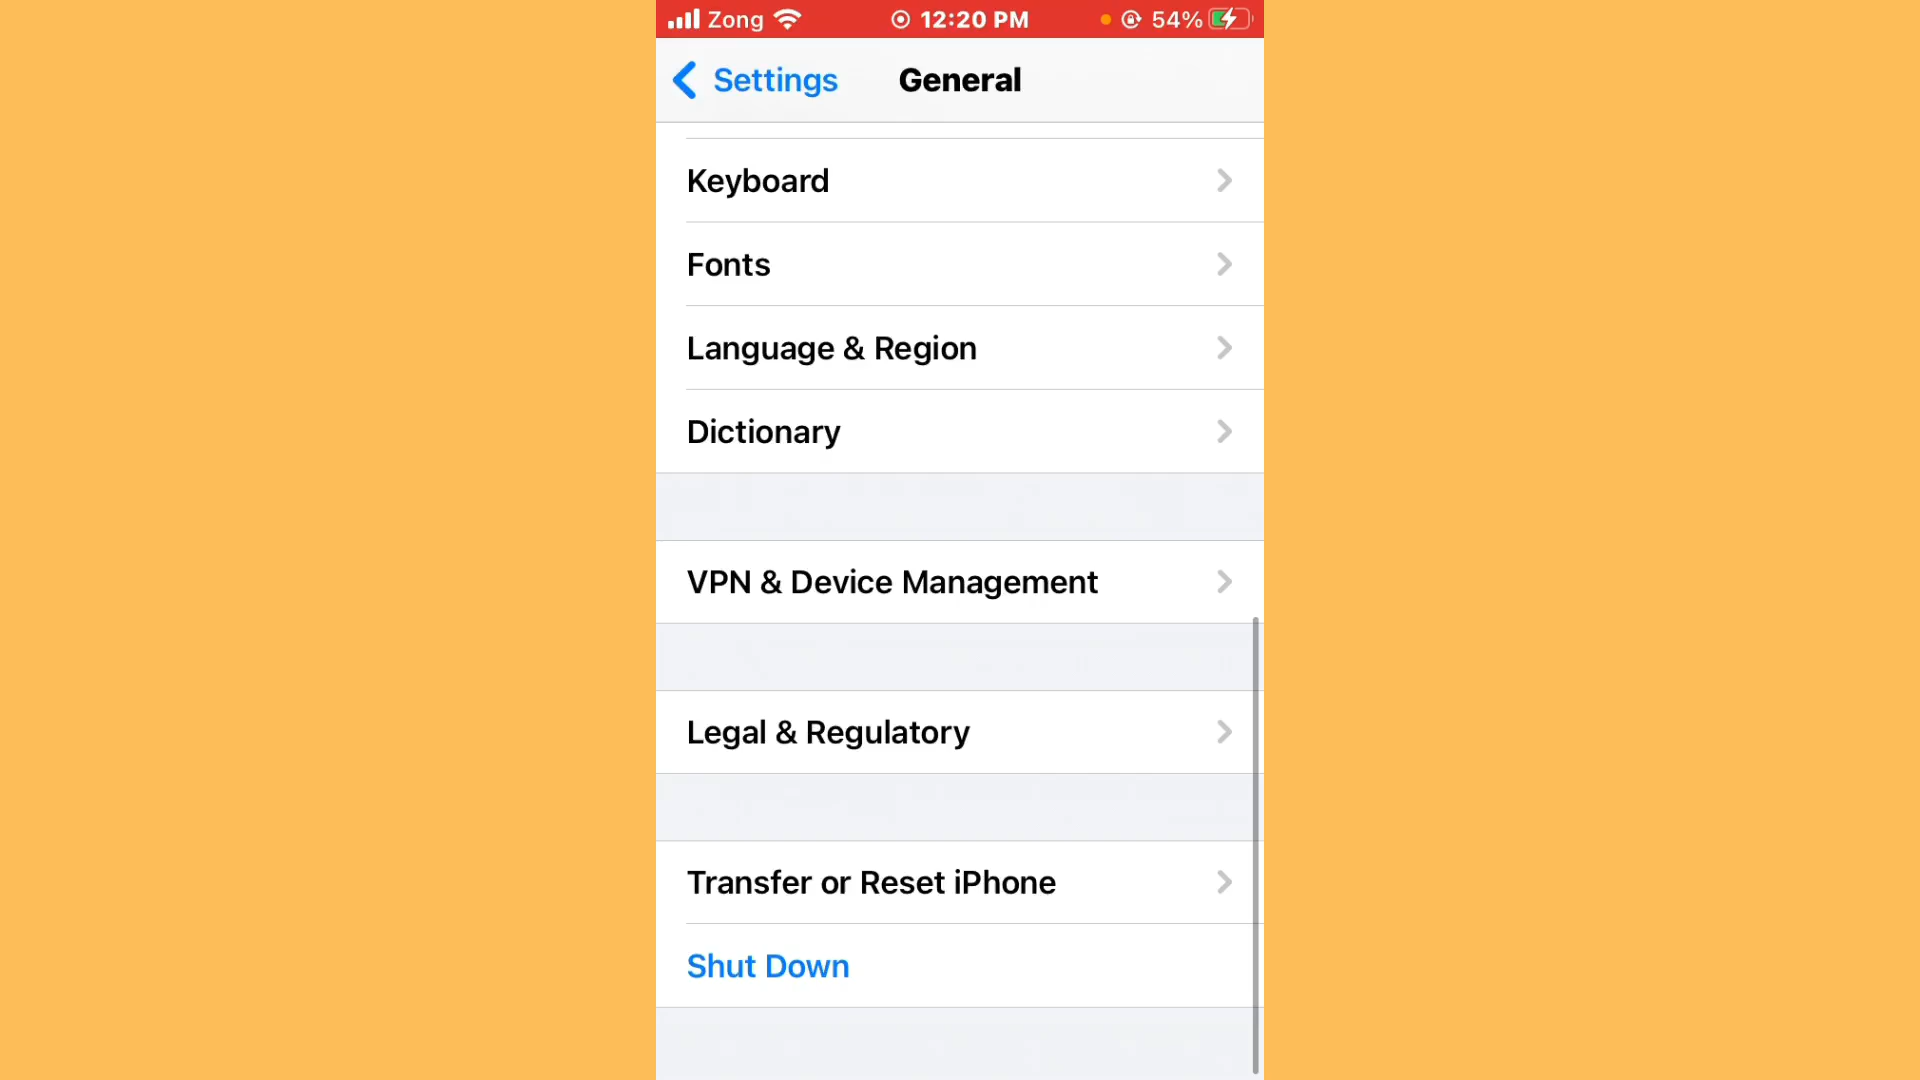 Zong 12:20 PM 54%
Settings General
Keyboard
Fonts
Language & Region
Dictionary
VPN & Device Management
Legal & Regulatory
Transfer or Reset iPhone
Shut Down